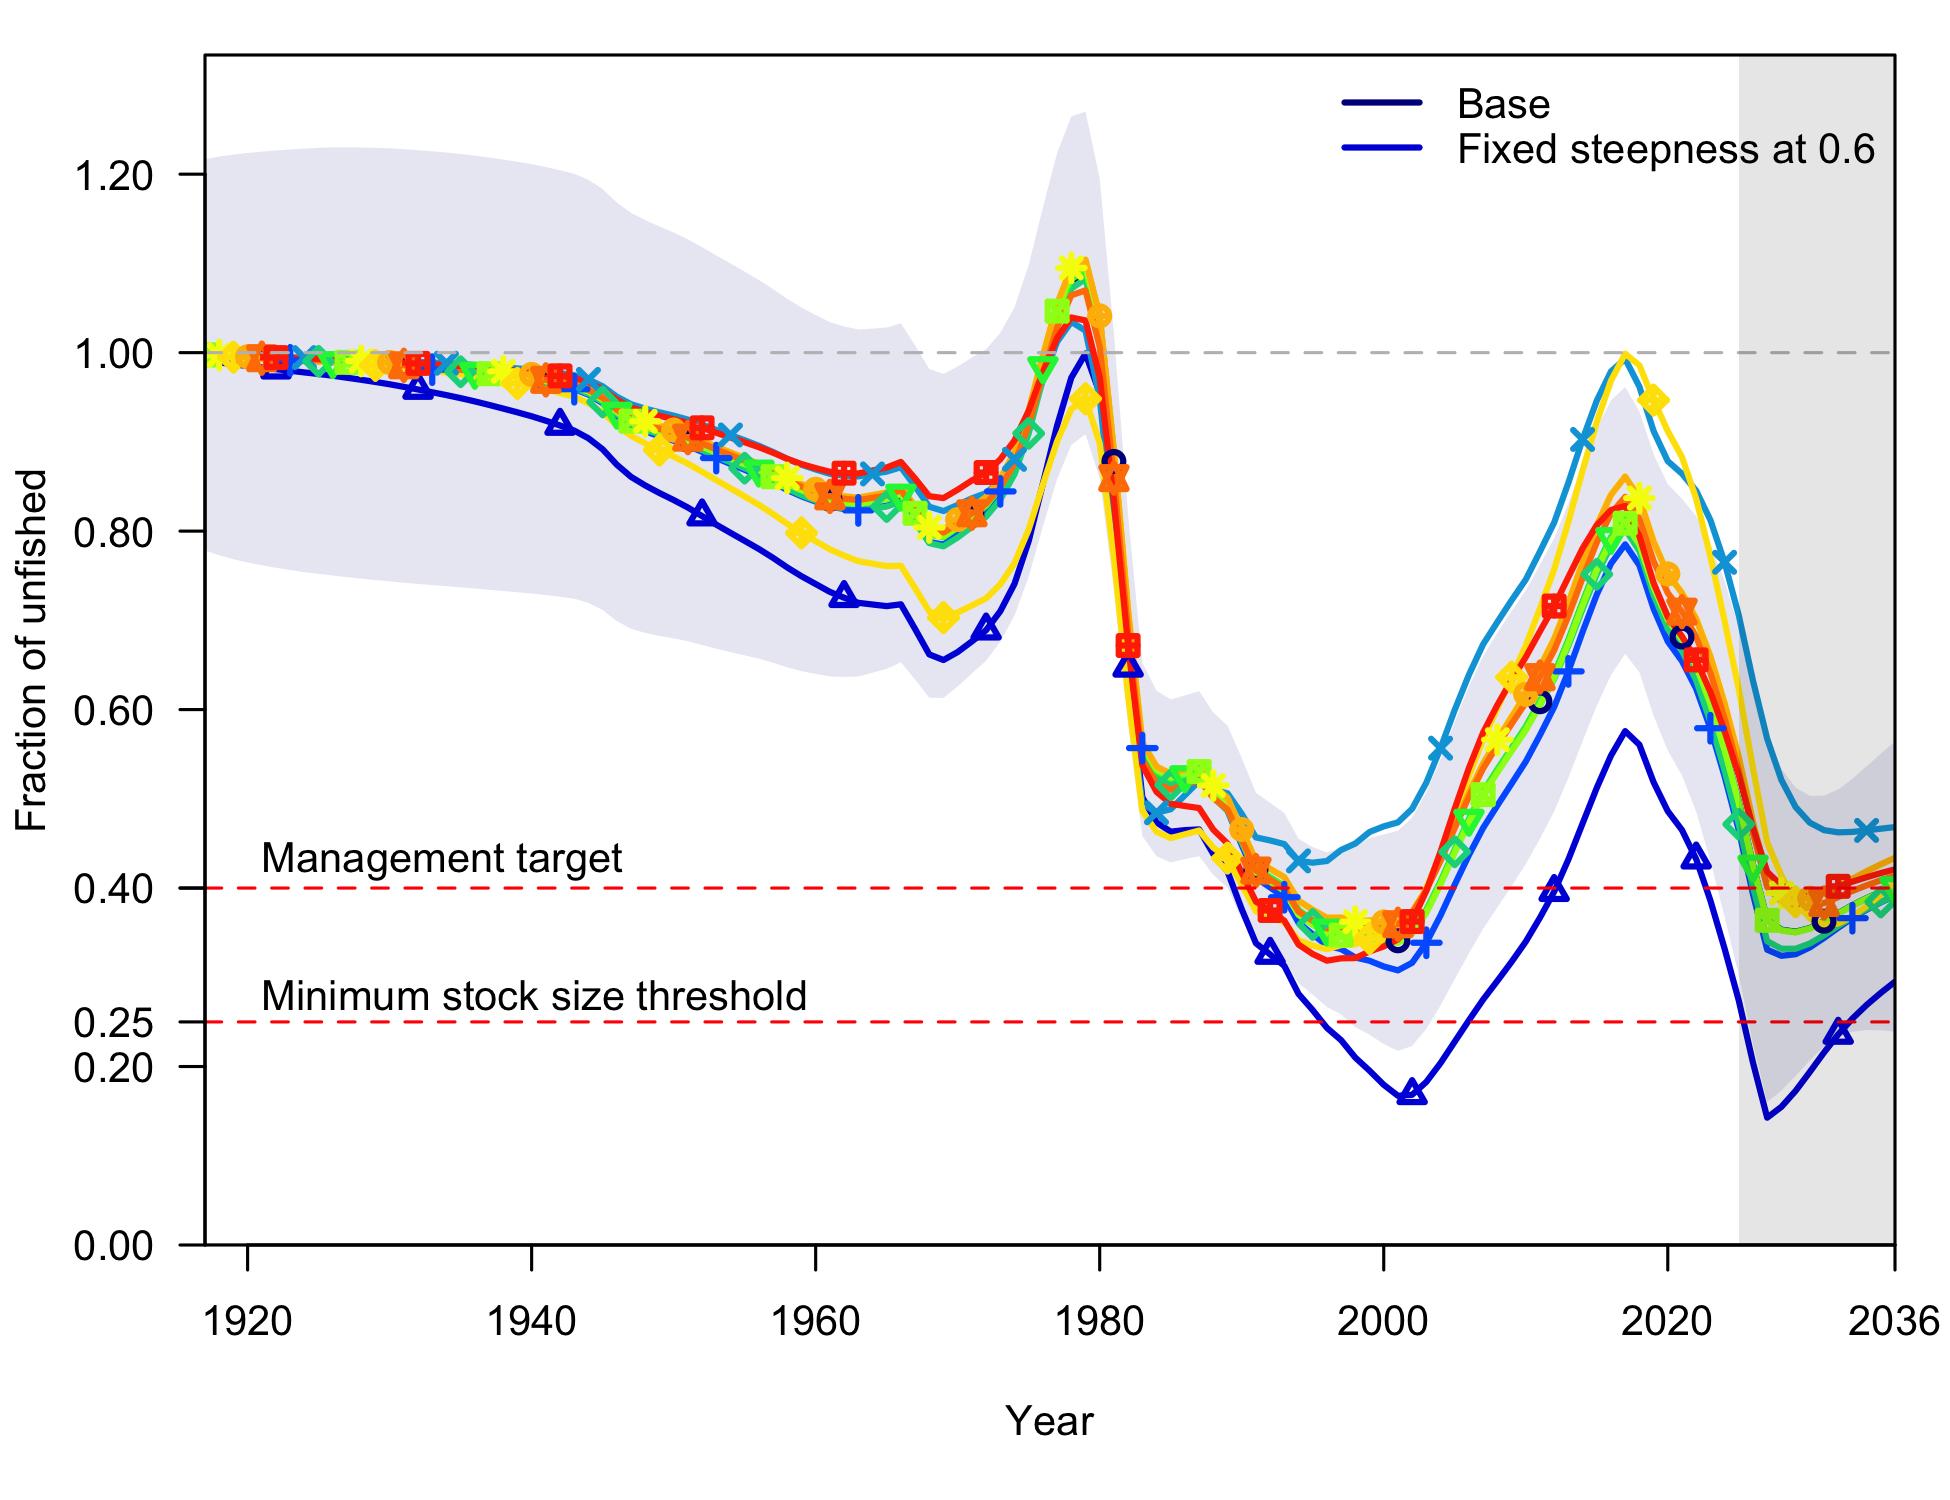 Base
Fixed steepness at 0.6
1.20
1.00
0.80
0.60
0.40
0.25
0.20
0.00
Fraction of unfished
Management target
Minimum stock size threshold
1920
1940
1960
1980
2000
2020
2036
Year